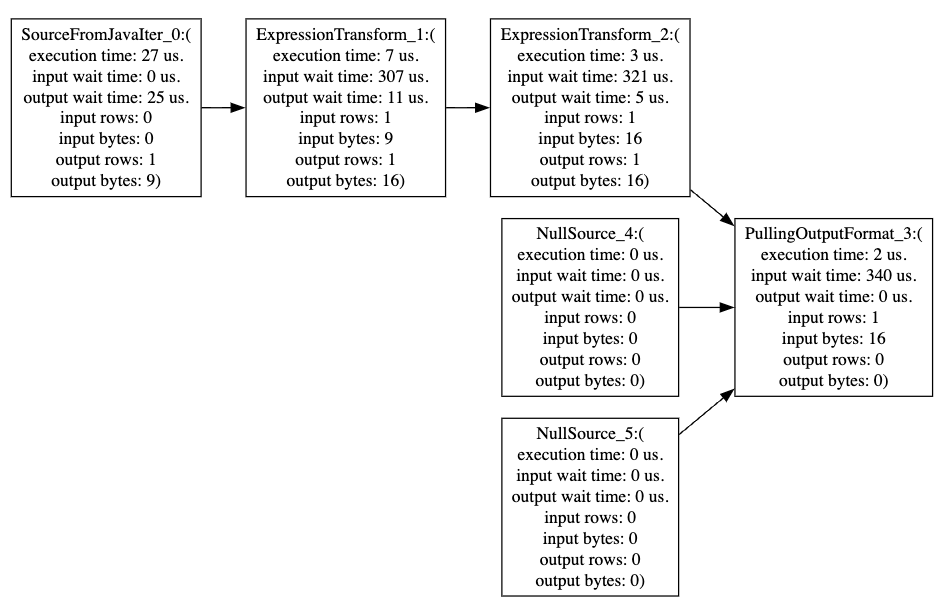 SourceFromJavaIter_0:(
execution time: 27 us.
input wait time: 0 us.
output wait time: 25 us.
input rows: 0
input bytes: 0
output rows: 1
output bytes: 9)
ExpressionTransform_1:(
execution time: 7 us.
input wait time: 307 us.
output wait time: 11 us.
input rows: 1
input bytes: 9
output rows: 1
output bytes: 16)
ExpressionTransform_2:(
execution time: 3 us.
input wait time: 321 us.
output wait time: 5 us.
input rows: 1
input bytes: 16
output rows: 1
output bytes: 16)
NullSource_4:(
execution time: 0 us.
input wait time: 0 us.
output wait time: 0 us.
input rows: 0
input bytes: 0
output rows: 0
output bytes: 0)
PullingOutputFormat_3:(
execution time: 2 us.
input wait time: 340 us.
output wait time: 0 us.
input rows: 1
input bytes: 16
output rows: 0
output bytes: 0)
NullSource_5:(
execution time: 0 us.
input wait time: 0 us.
output wait time: 0 us.
input rows: 0
input bytes: 0
output rows: 0
output bytes: 0)